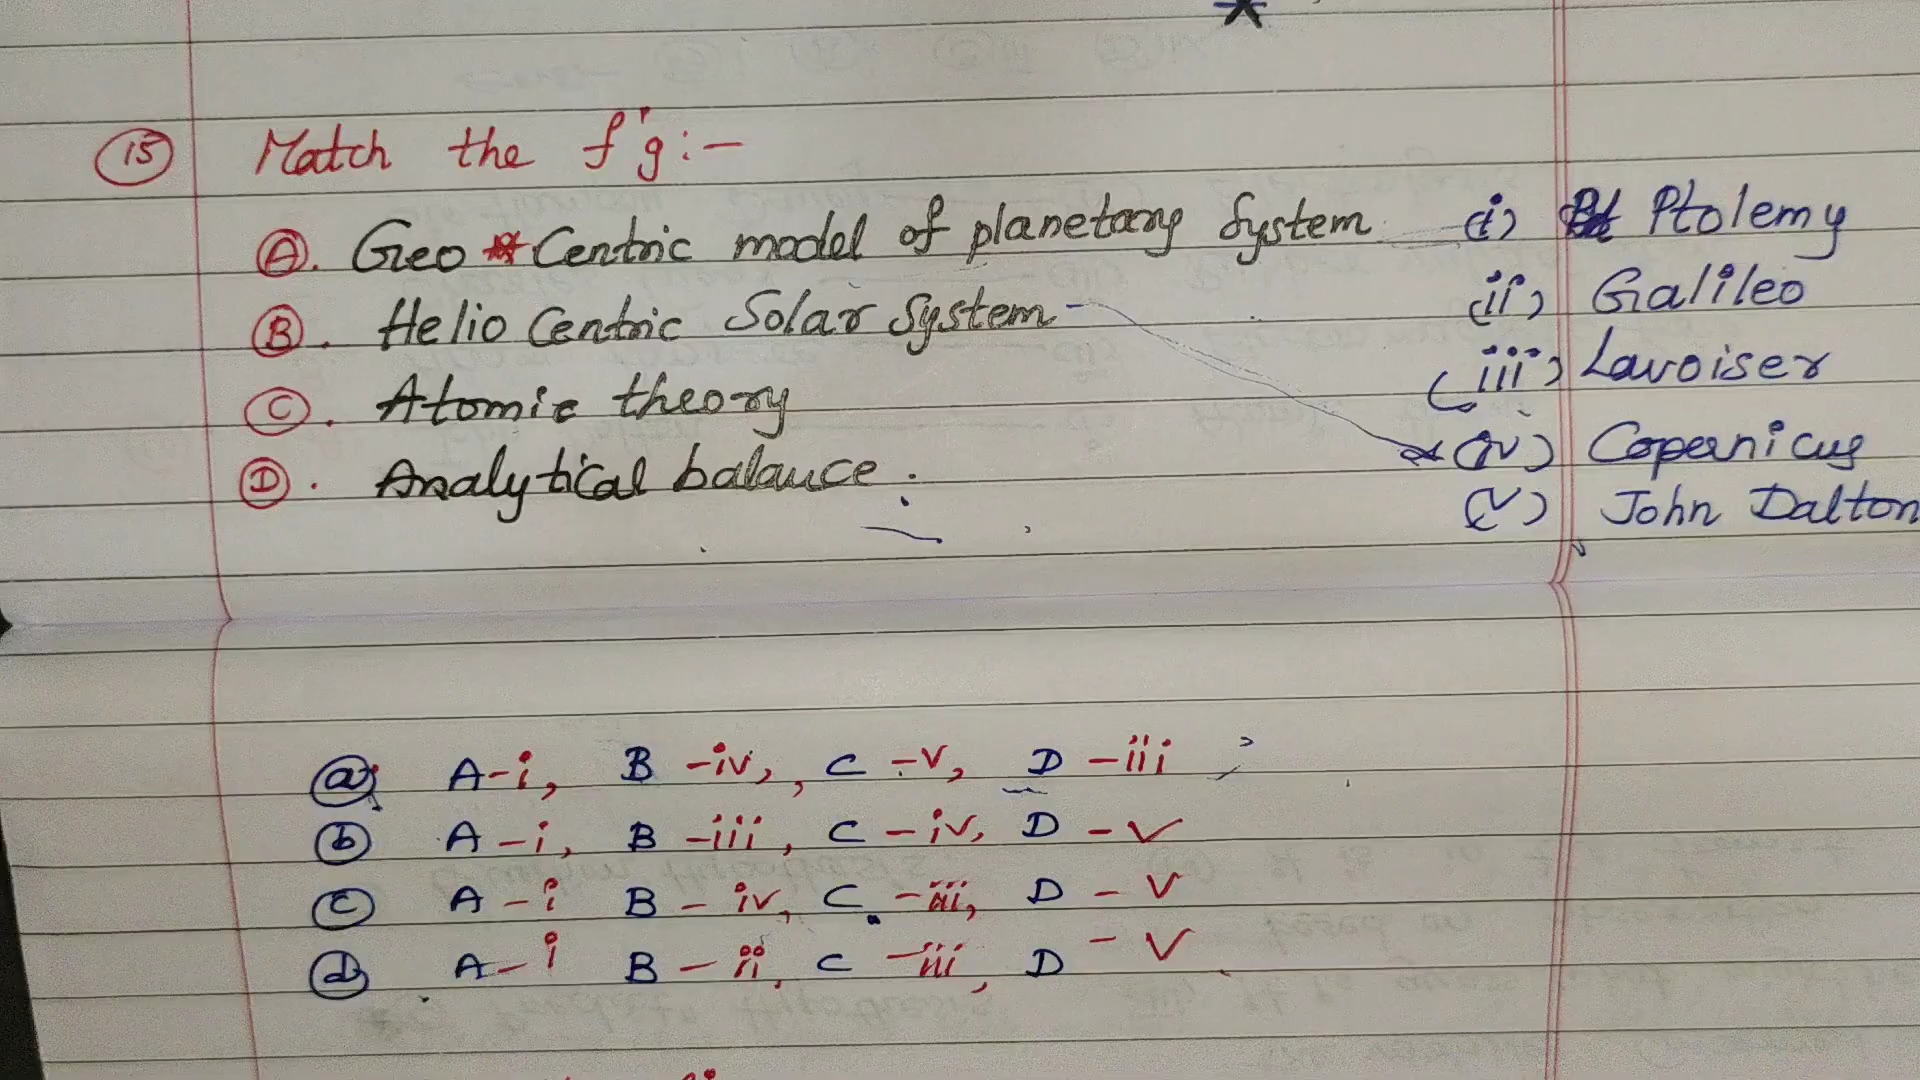 15 Match the f'g:-
A. Geo Centric model of planetary System (i) Ptolemy
B. Helio Centric Solar System - (ii) Galileo
(iii) Lavoiser
C. Atomic theory
D. Analytical balance. (iv) Copernicus
(v) John Dalton
a) A-i, B-iv, C-v, D-iii
b A-i, B-iii, C-iv, D-v
c A-i B-iv, C-iii, D-v
d A-i B-ii, C-iii, D-v